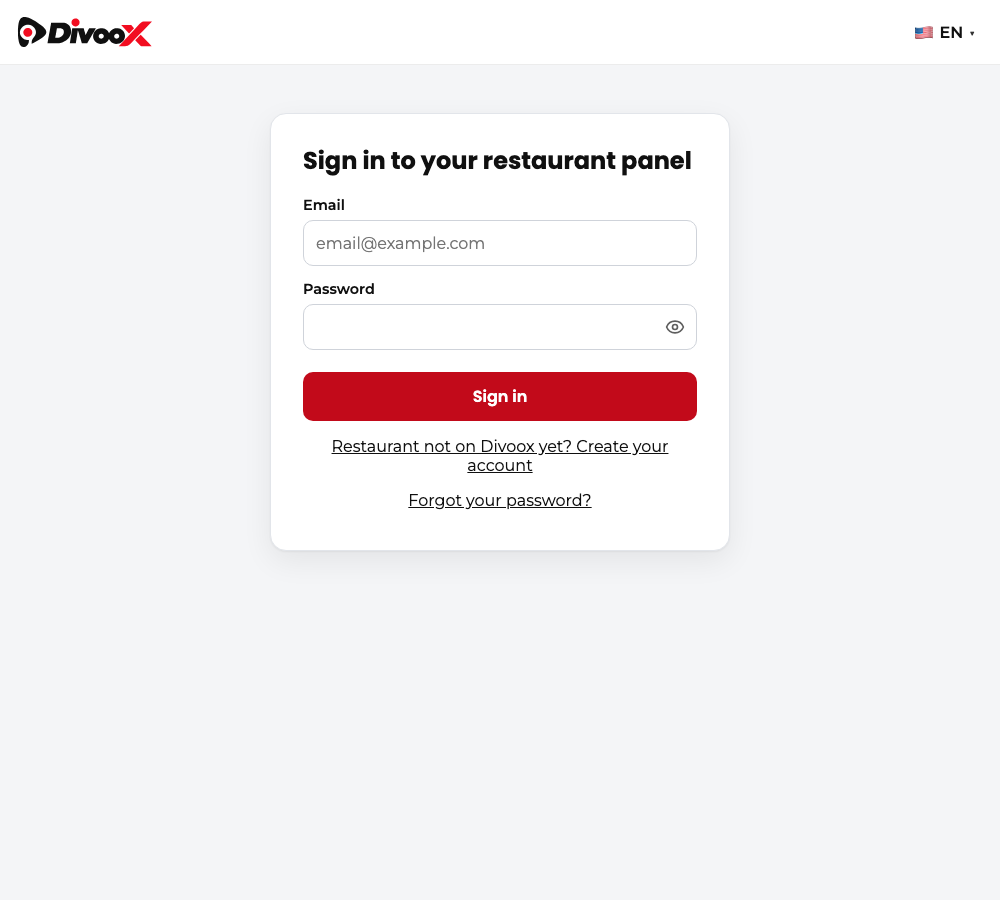 DivooX
EN
Sign in to your restaurant panel
Email
email@example.com
Password
Sign in
Restaurant not on Divoox yet? Create your
account
Forgot your password?